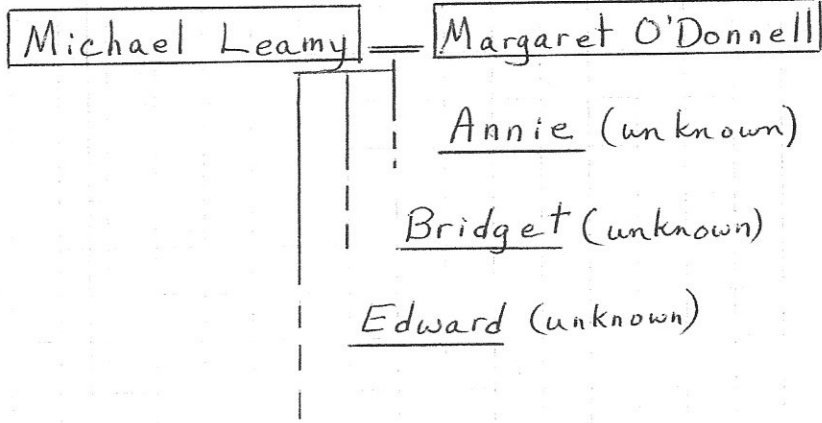 Michael Leamy = Margaret O'Donnell
Annie (unknown)
Bridget (unknown)
Edward (unknown)